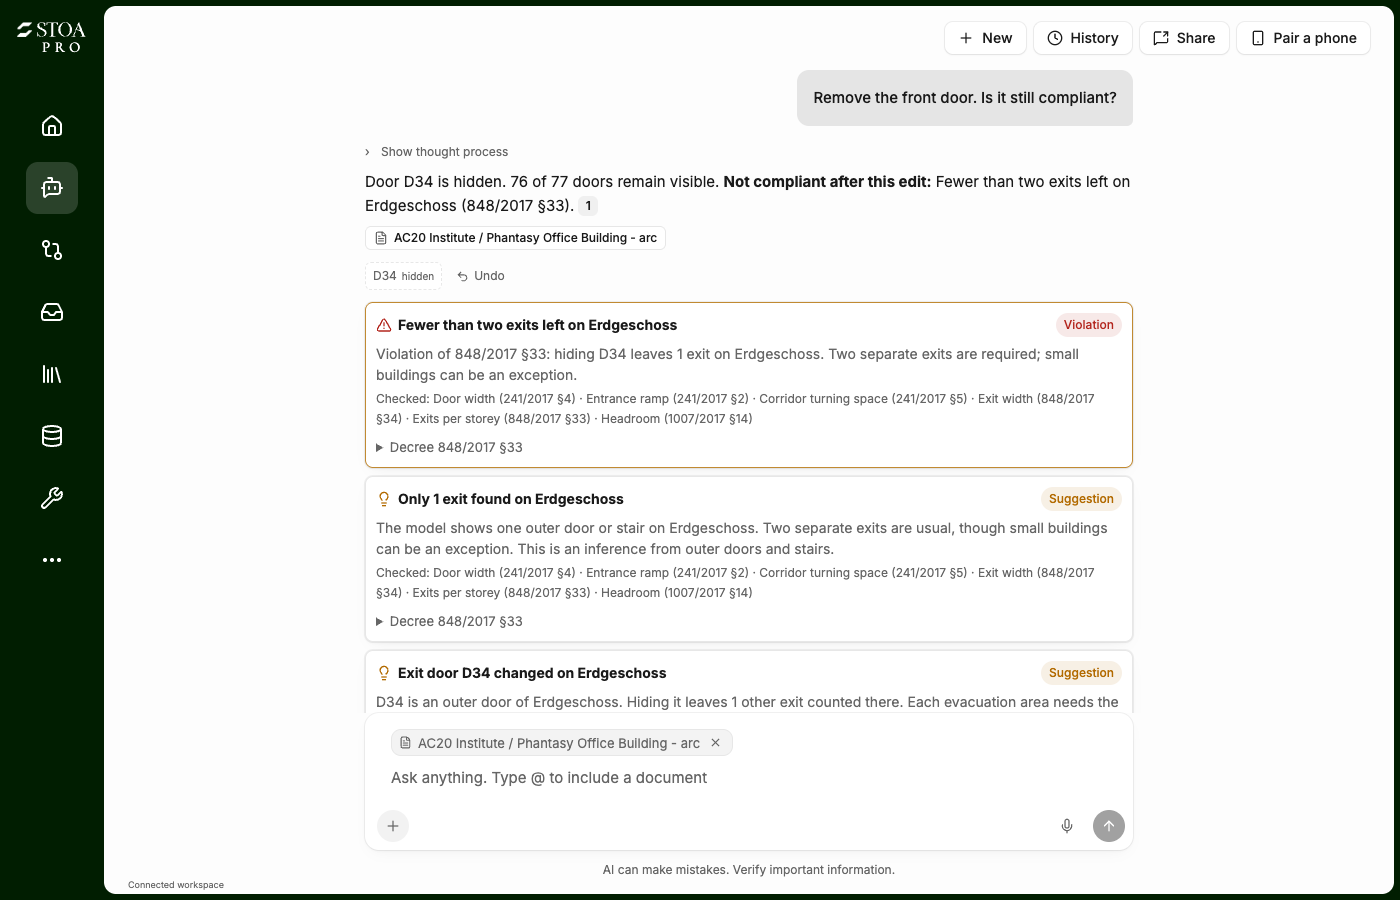 STOA
PRO
New
History
Share
Pair a phone
Remove the front door. Is it still compliant?
Show thought process
Door D34 is hidden. 76 of 77 doors remain visible. Not compliant after this edit: Fewer than two exits left on
Erdgeschoss (848/2017 §33). 1
AC20 Institute / Phantasy Office Building - arc
D34 hidden
Undo
Fewer than two exits left on Erdgeschoss
Violation
Violation of 848/2017 §33: hiding D34 leaves 1 exit on Erdgeschoss. Two separate exits are required; small
buildings can be an exception.
Checked: Door width (241/2017 §4) · Entrance ramp (241/2017 §2) · Corridor turning space (241/2017 §5) · Exit width (848/2017
§34) · Exits per storey (848/2017 §33) · Headroom (1007/2017 §14)
Decree 848/2017 §33
Only 1 exit found on Erdgeschoss
Suggestion
The model shows one outer door or stair on Erdgeschoss. Two separate exits are usual, though small buildings
can be an exception. This is an inference from outer doors and stairs.
Checked: Door width (241/2017 §4) · Entrance ramp (241/2017 §2) · Corridor turning space (241/2017 §5) · Exit width (848/2017
§34) · Exits per storey (848/2017 §33) · Headroom (1007/2017 §14)
Decree 848/2017 §33
Exit door D34 changed on Erdgeschoss
Suggestion
D34 is an outer door of Erdgeschoss. Hiding it leaves 1 other exit counted there. Each evacuation area needs the
AC20 Institute / Phantasy Office Building - arc
Ask anything. Type @ to include a document
AI can make mistakes. Verify important information.
Connected workspace